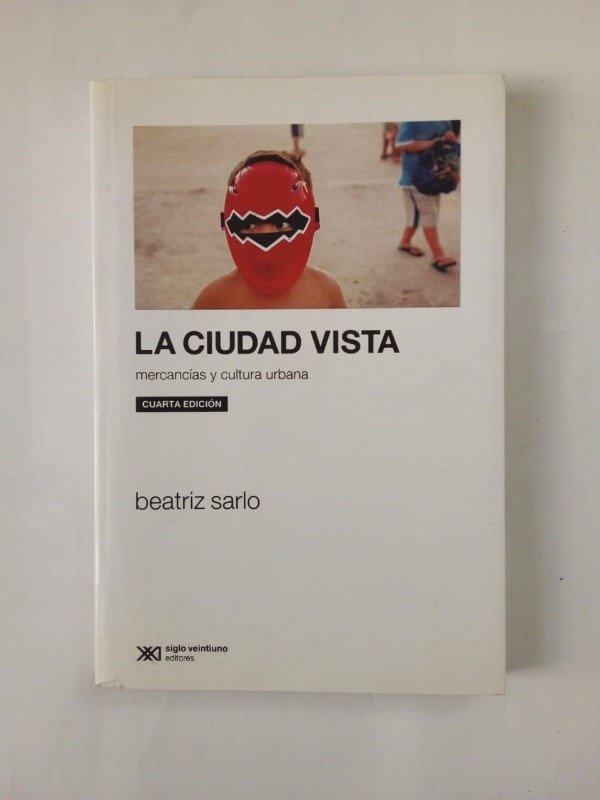 LA CIUDAD VISTA
mercancías y cultura urbana
CUARTA EDICIÓN
beatriz sarlo
siglo veintiuno
editores